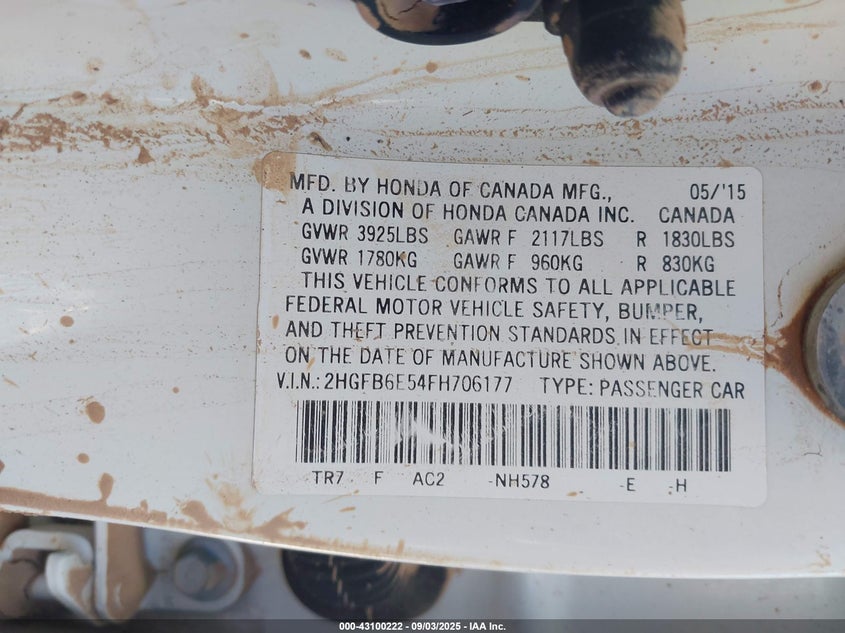 MFD. BY HONDA OF CANADA MFG., 05/'15
A DIVISION OF HONDA CANADA INC. CANADA
GVWR 3925LBS GAWR F 2117LBS R 1830LBS
GVWR 1780KG GAWR F 960KG R 830KG
THIS VEHICLE CONFORMS TO ALL APPLICABLE
FEDERAL MOTOR VEHICLE SAFETY, BUMPER,
AND THEFT PREVENTION STANDARDS IN EFFECT
ON THE DATE OF MANUFACTURE SHOWN ABOVE.
V.I.N.: 2HGFB6E54FH706177 TYPE: PASSENGER CAR
TR7 F AC2 -NH578 -E -H
000-43100222 - 09/03/2025 - IAA Inc.